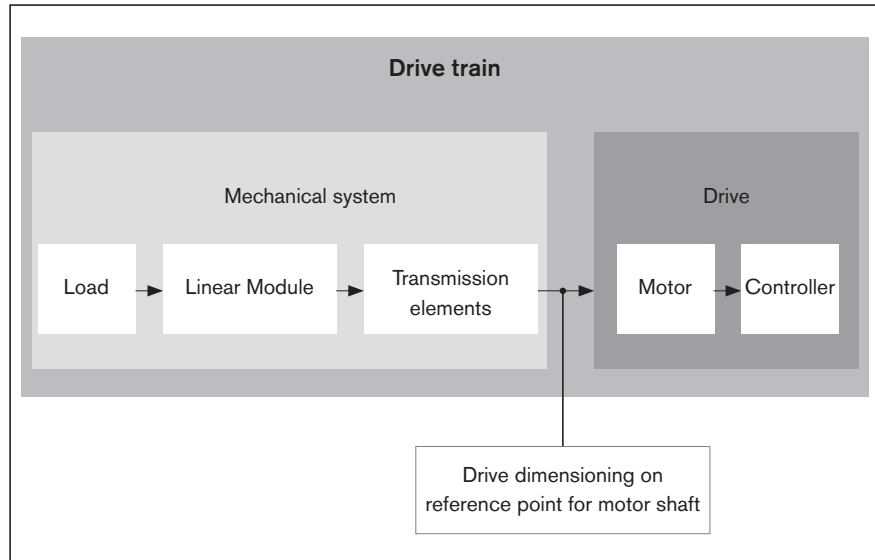 Drive train
Mechanical system
Drive
Load
Linear Module
Transmission
elements
Motor
Controller
Drive dimensioning on
reference point for motor shaft